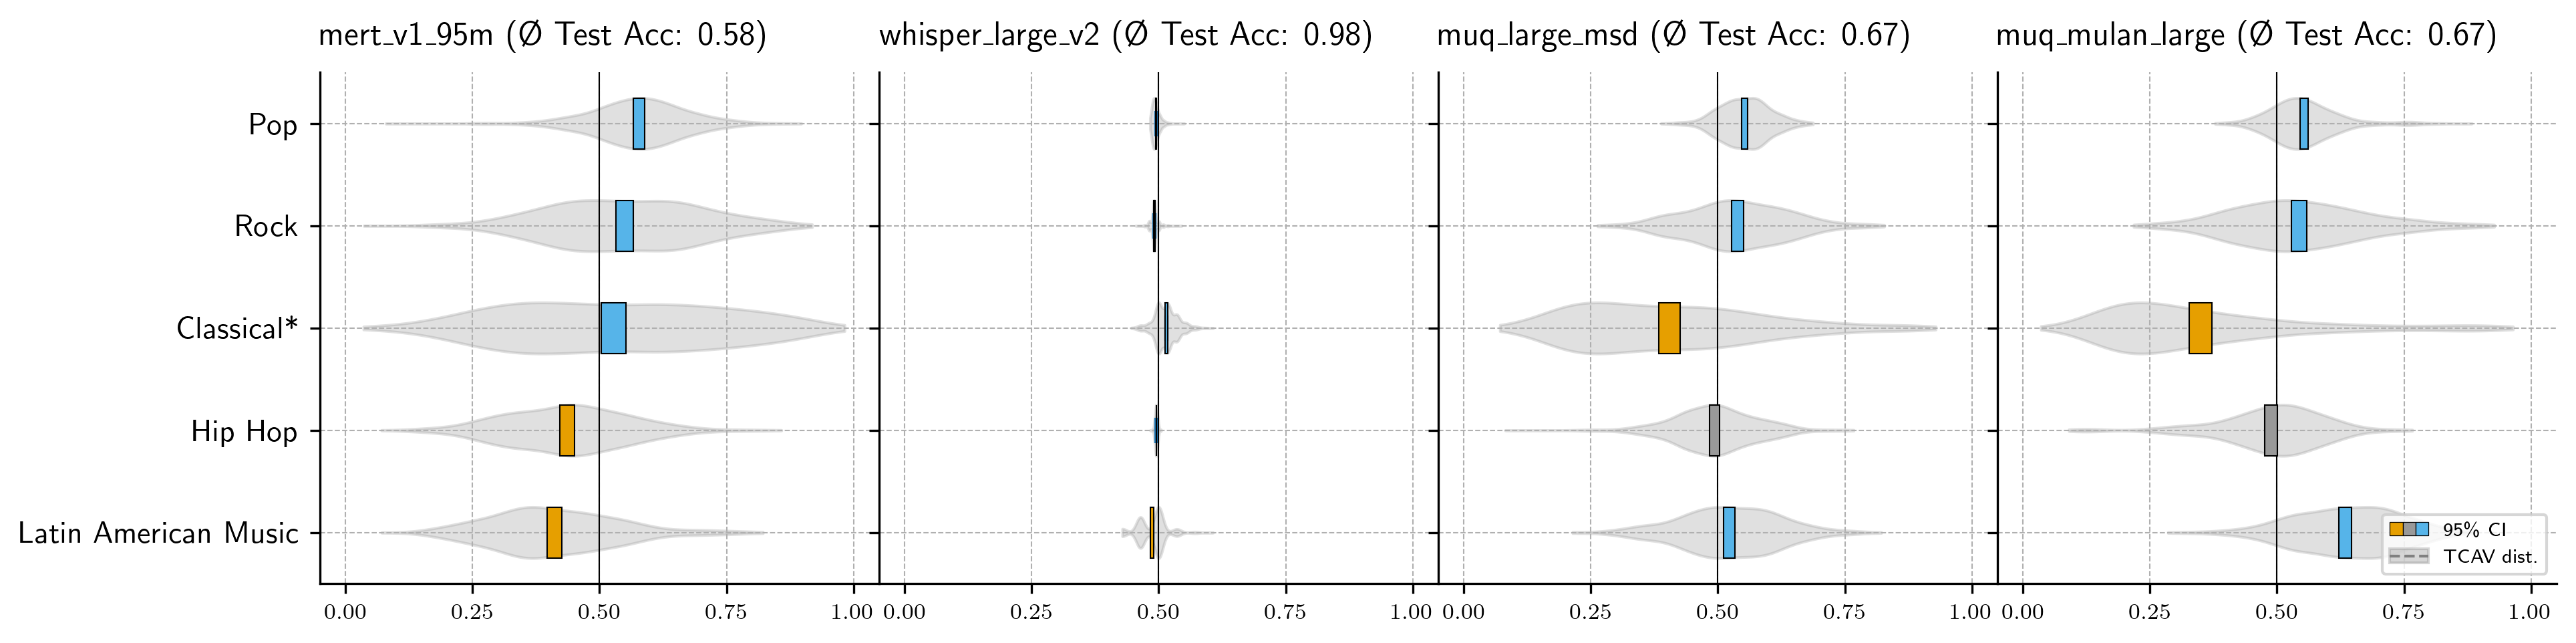 mert_v1_95m (Ø Test Acc: 0.58)
whisper_large_v2 (Ø Test Acc: 0.98)
muq_large_msd (Ø Test Acc: 0.67)
muq_mulan_large (Ø Test Acc: 0.67)
Pop
Rock
Classical*
Hip Hop
Latin American Music
95% CI
TCAV dist.
0.00 0.25 0.50 0.75 1.00
0.00 0.25 0.50 0.75 1.00
0.00 0.25 0.50 0.75 1.00
0.00 0.25 0.50 0.75 1.00